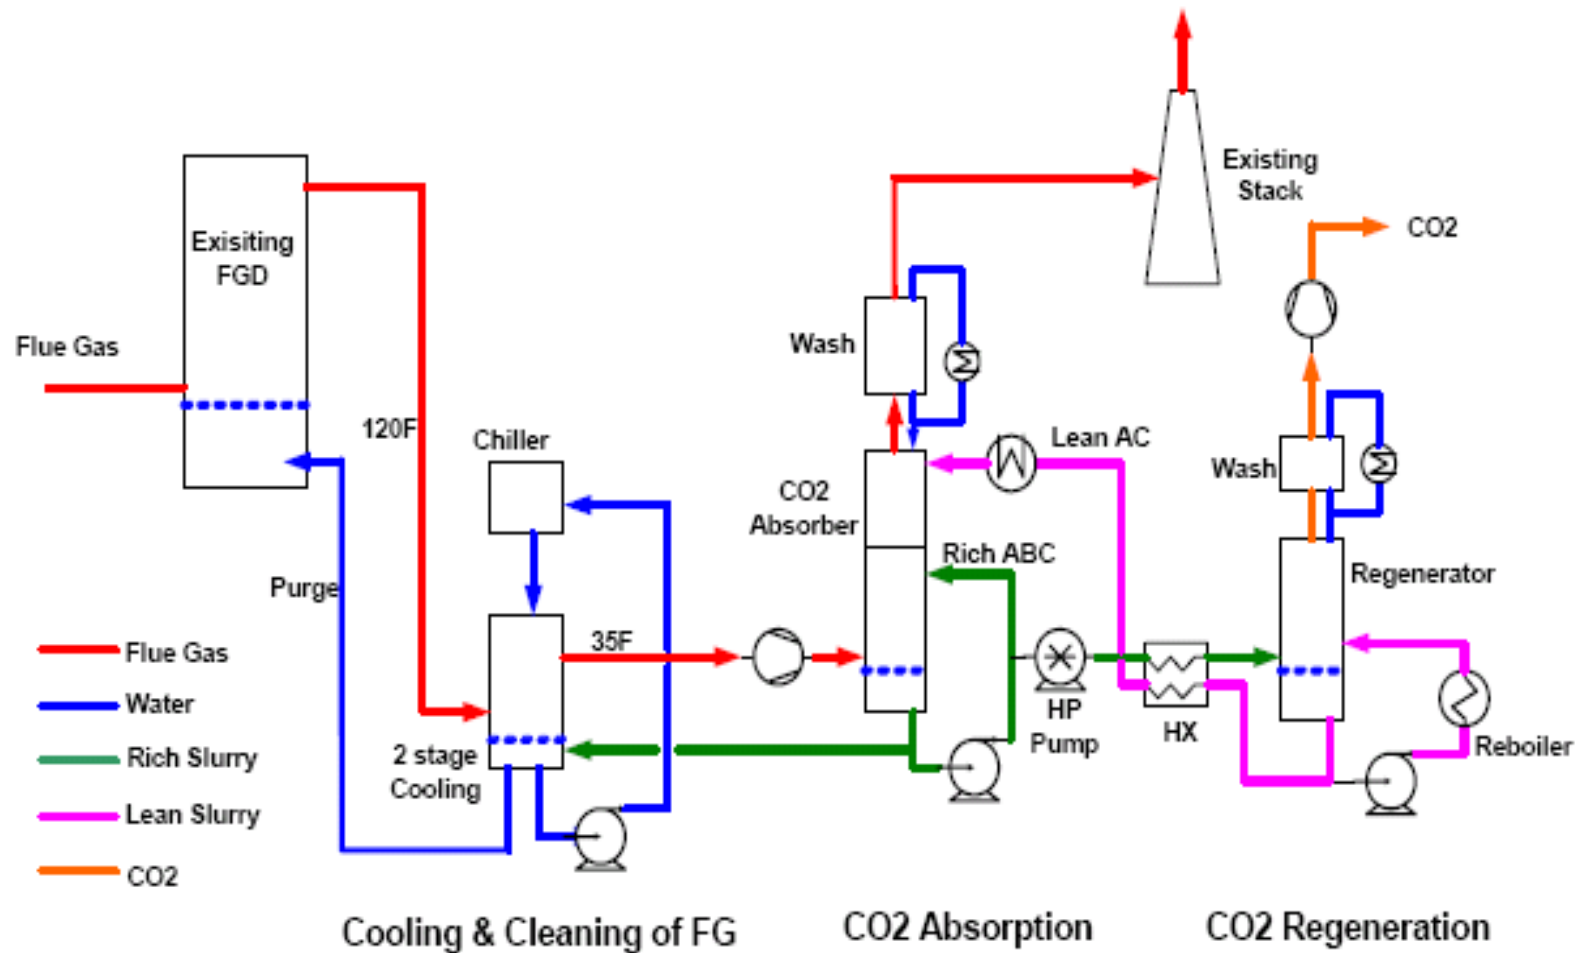 Existing
Stack
CO2
Exisiting
FGD
Flue Gas
Wash
120F
Chiller
Lean AC
Wash
CO2
Absorber
Rich ABC
Regenerator
Purge
35F
Flue Gas
Water
Rich Slurry
Lean Slurry
CO2
2 stage
Cooling
HP
Pump
HX
Reboiler
Cooling & Cleaning of FG
CO2 Absorption
CO2 Regeneration